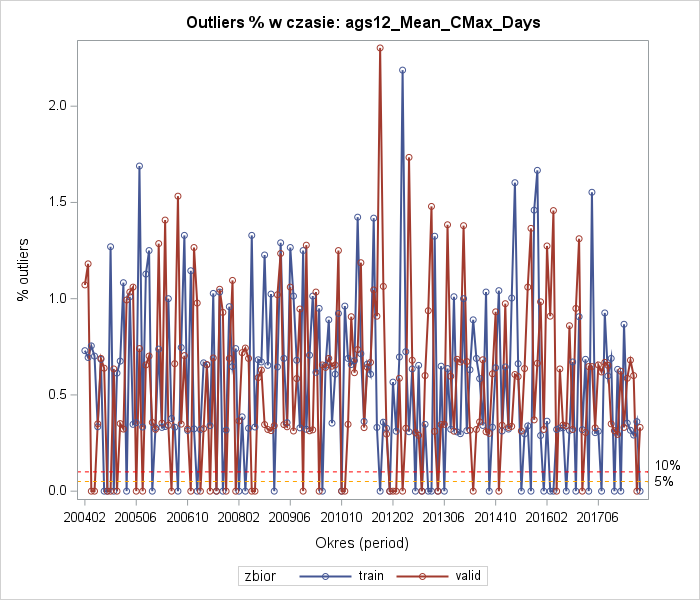 Outliers % w czasie: ags12_Mean_CMax_Days
% outliers
2.0
1.5
1.0
0.5
0.0
10%
5%
200402 200506 200610 200802 200906 201010 201202 201306 201410 201602 201706
Okres (period)
zbior train valid